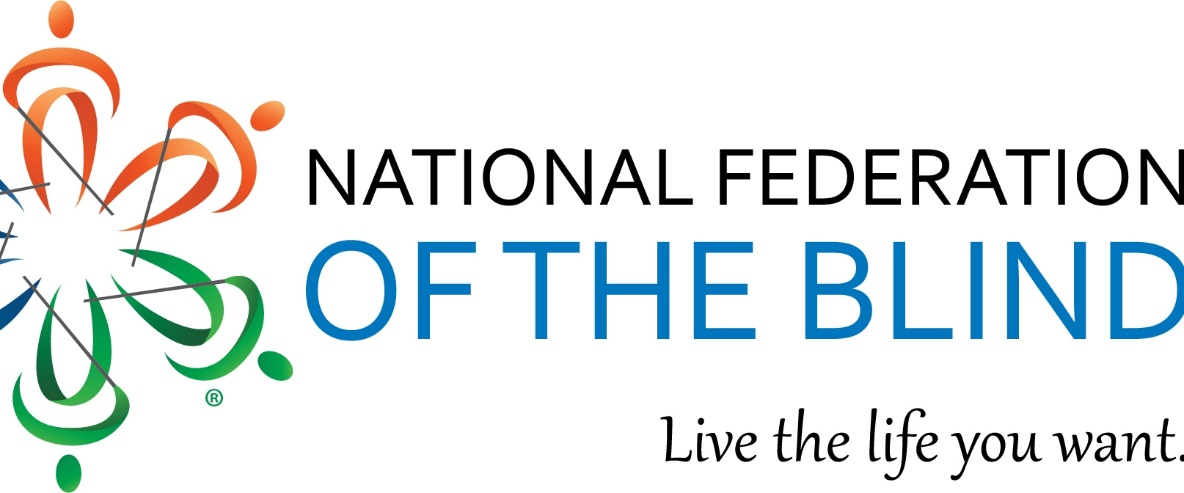 NATIONAL FEDERATION
OF THE BLIND
®
Live the life you want.